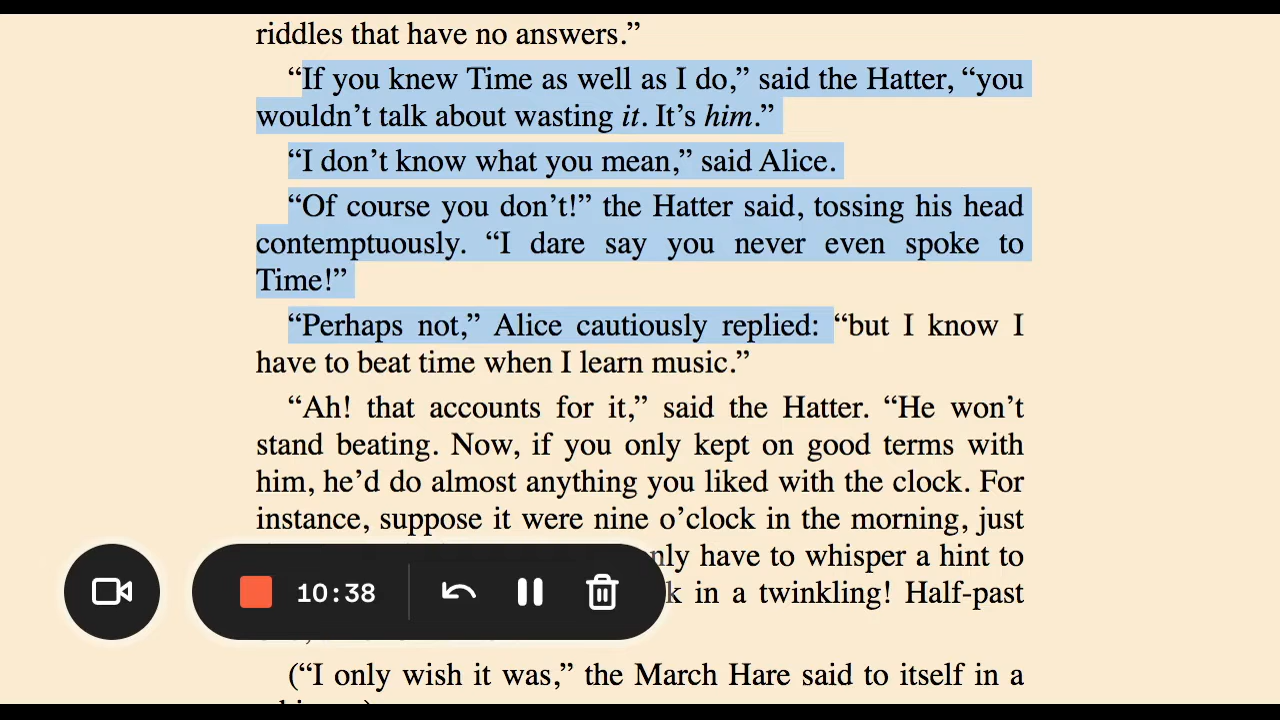 riddles that have no answers.”
“If you knew Time as well as I do,” said the Hatter, “you
wouldn’t talk about wasting it. It’s him.”
“I don’t know what you mean,” said Alice.
“Of course you don’t!” the Hatter said, tossing his head
contemptuously. “I dare say you never even spoke to
Time!”
“Perhaps not,” Alice cautiously replied: “but I know I
have to beat time when I learn music.”
“Ah! that accounts for it,” said the Hatter. “He won’t
stand beating. Now, if you only kept on good terms with
him, he’d do almost anything you liked with the clock. For
instance, suppose it were nine o’clock in the morning, just
have to whisper a hint to
in a twinkling! Half-past
10:38
(“I only wish it was,” the March Hare said to itself in a